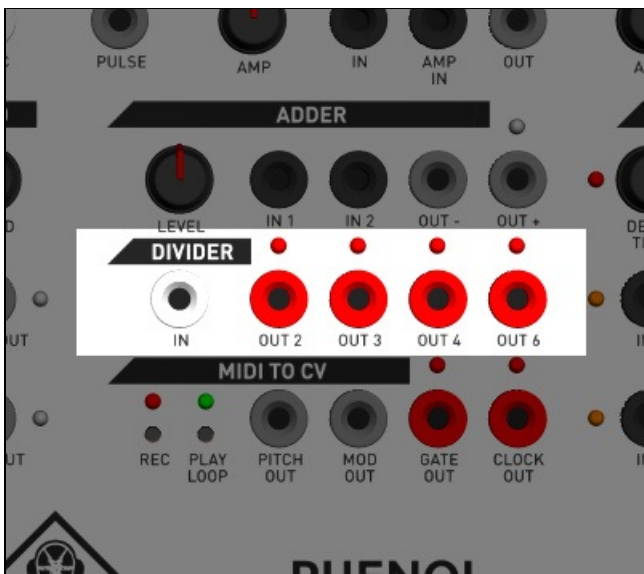 PULSE AMP IN AMP IN OUT
ADDER
LEVEL IN 1 IN 2 OUT - OUT +
DIVIDER
IN OUT 2 OUT 3 OUT 4 OUT 6
MIDI TO CV
REC PLAY LOOP PITCH OUT MOD OUT GATE OUT CLOCK OUT